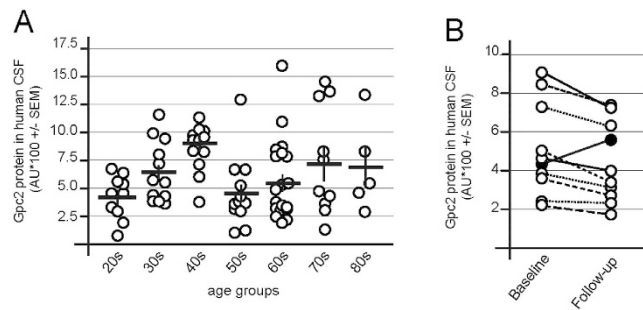 A
Gpc2 protein in human CSF
(AU*100 +/- SEM)
17.5
15.0
12.5
10.0
7.5
5.0
2.5
20s
30s
40s
50s
60s
70s
80s
age groups
B
Gpc2 protein in human CSF
(AU*100 +/- SEM)
10
8
6
4
2
Baseline
Follow-up